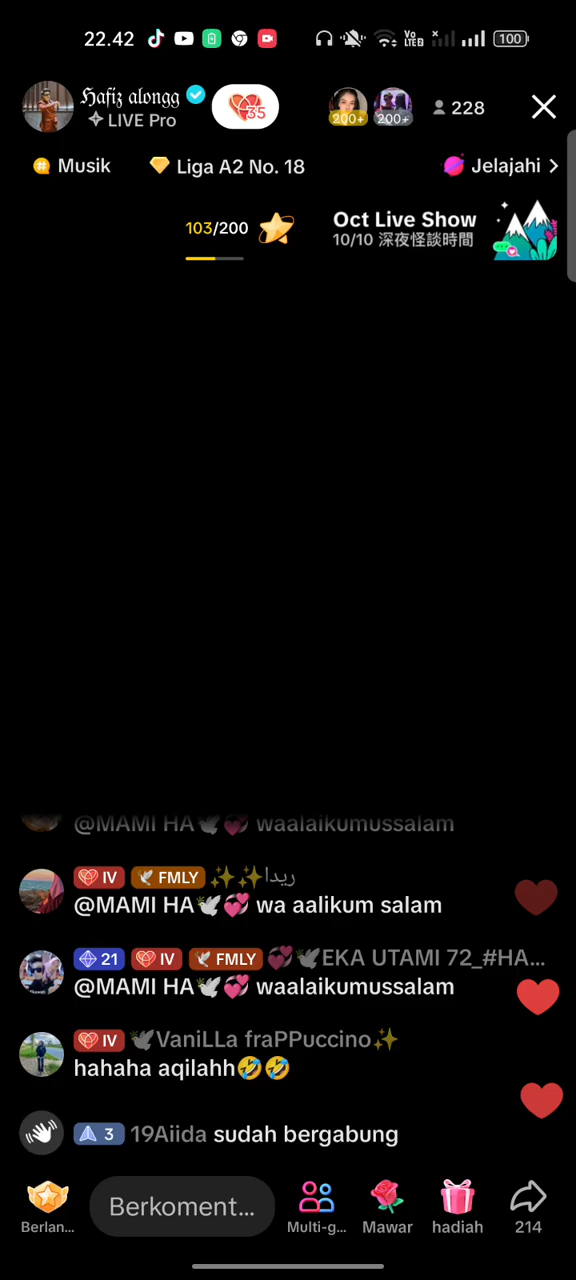 22.42
Vo
LTE2
100
Hafiz alongg
LIVE Pro
35
200+
200+
228
Musik
Liga A2 No. 18
Jelajahi
103/200
Oct Live Show
10/10 深夜怪談時間
@MAMI HA🕊💞 waalaikumussalam
IV FMLY ✨✨ريدا
@MAMI HA🕊💞 wa aalikum salam
21 IV FMLY 💞🕊EKA UTAMI 72_#HA...
@MAMI HA🕊💞 waalaikumussalam
IV 🕊VaniLLa fraPPuccino✨
hahaha aqilahh🤣🤣
3 19Aiida sudah bergabung
Berkoment...
Berlan...
Multi-g...
Mawar
hadiah
214